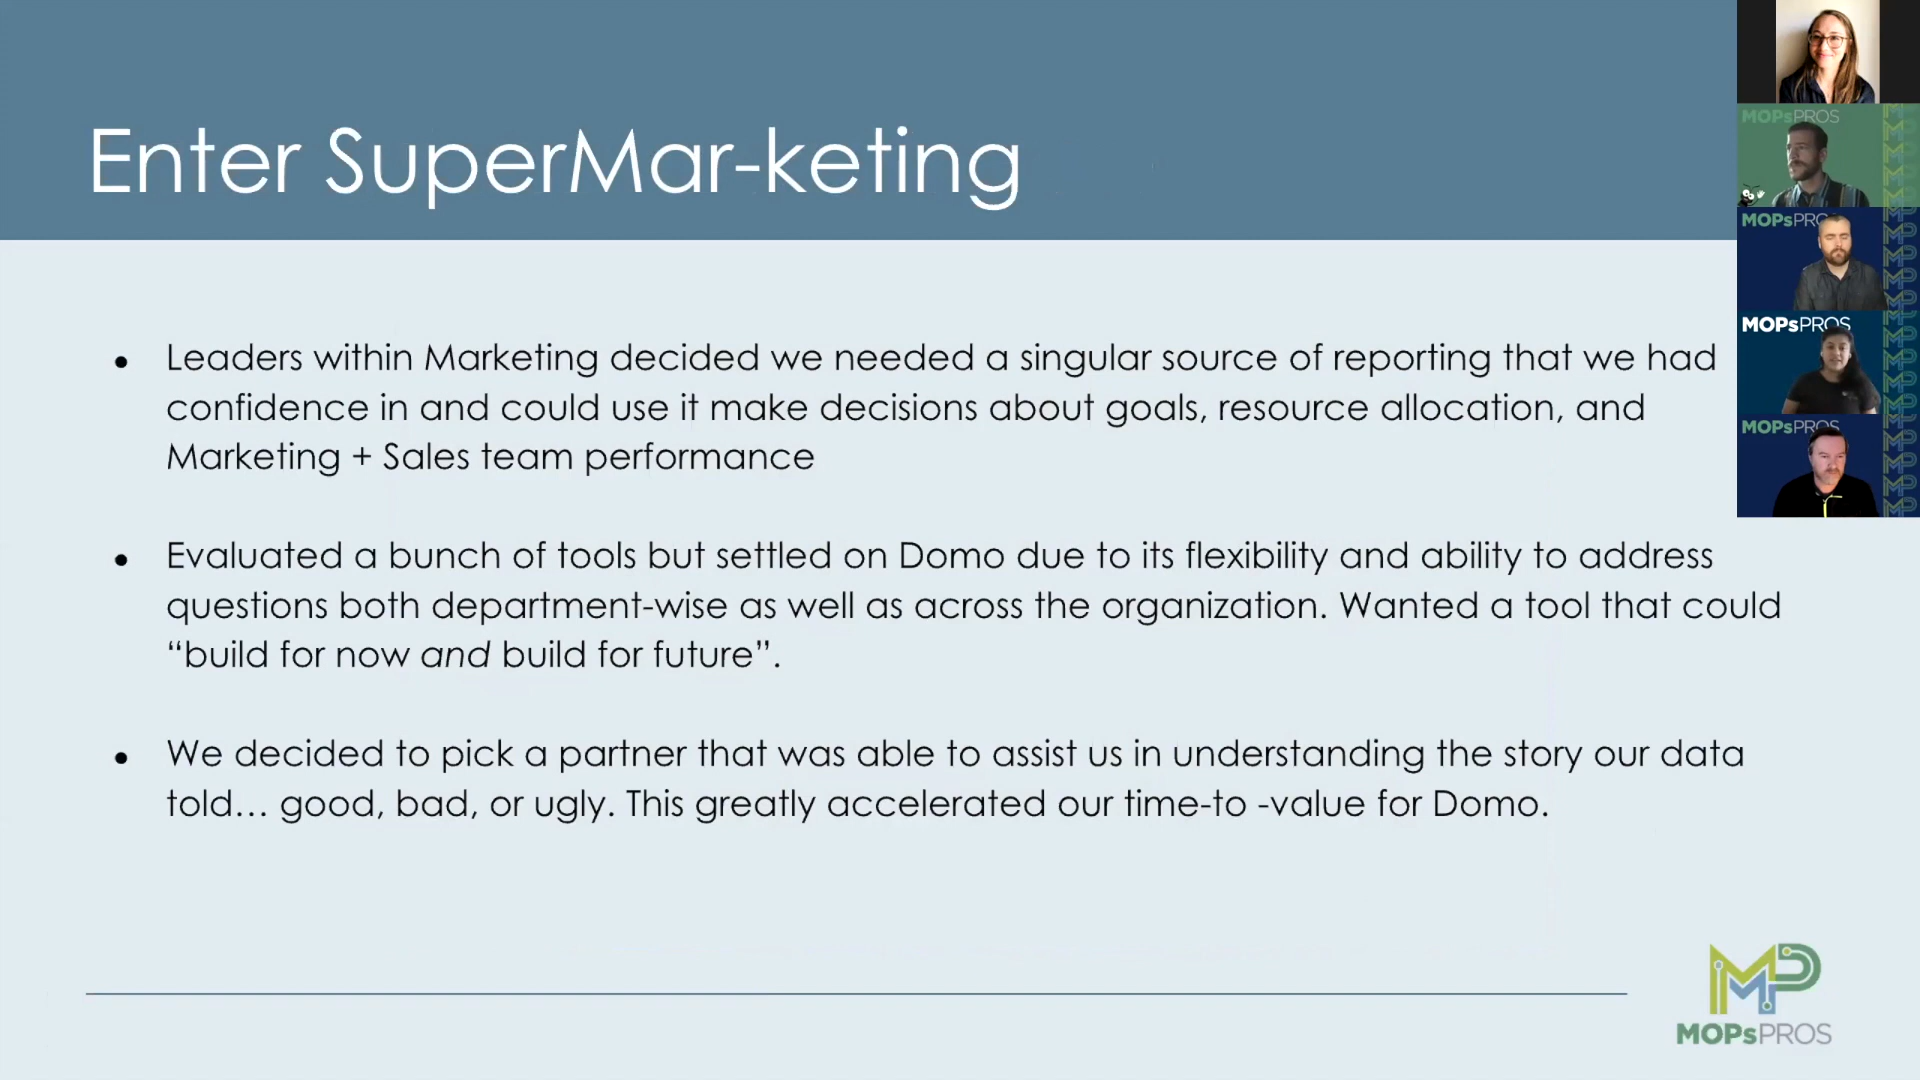 Enter SuperMar-keting
● Leaders within Marketing decided we needed a singular source of reporting that we had
confidence in and could use it make decisions about goals, resource allocation, and
Marketing + Sales team performance
● Evaluated a bunch of tools but settled on Domo due to its flexibility and ability to address
questions both department-wise as well as across the organization. Wanted a tool that could
“build for now and build for future”.
● We decided to pick a partner that was able to assist us in understanding the story our data
told… good, bad, or ugly. This greatly accelerated our time-to -value for Domo.
MOPsPROS
MOPsPRO
MOPsPROS
MOPsPROS
MP
MOPsPROS